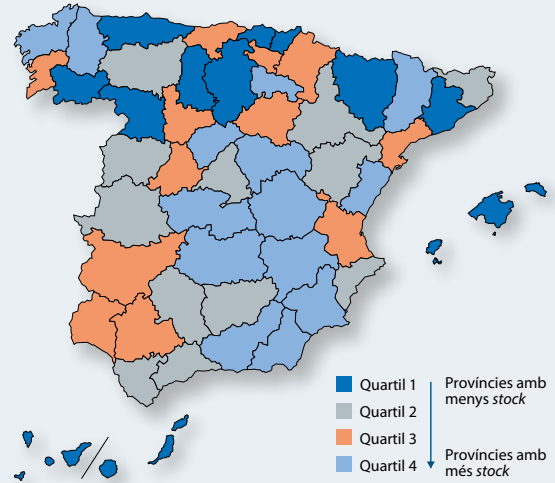 Quartil 1
Quartil 2
Quartil 3
Quartil 4
Províncies amb
menys stock
Províncies amb
més stock